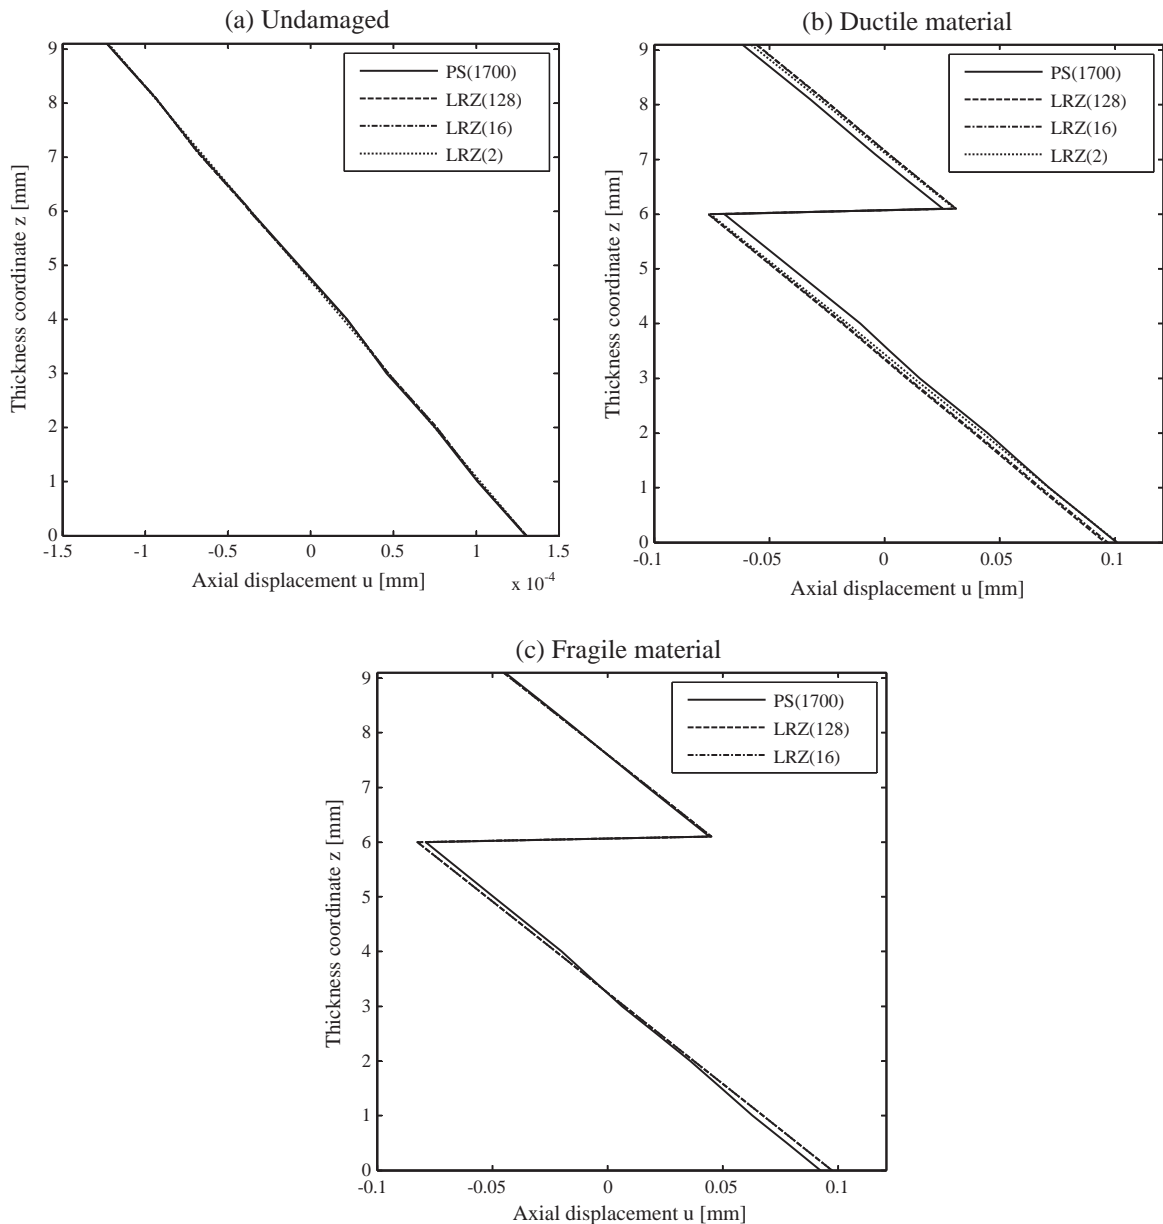 (a) Undamaged
PS(1700)
LRZ(128)
LRZ(16)
LRZ(2)
9
8
7
6
5
4
3
2
1
0
Thickness coordinate z [mm]
-1.5
-1
-0.5
0
0.5
1
1.5
x 10^-4
Axial displacement u [mm]
(b) Ductile material
PS(1700)
LRZ(128)
LRZ(16)
LRZ(2)
9
8
7
6
5
4
3
2
1
0
Thickness coordinate z [mm]
-0.1
-0.05
0
0.05
0.1
Axial displacement u [mm]
(c) Fragile material
PS(1700)
LRZ(128)
LRZ(16)
9
8
7
6
5
4
3
2
1
0
Thickness coordinate z [mm]
-0.1
-0.05
0
0.05
0.1
Axial displacement u [mm]